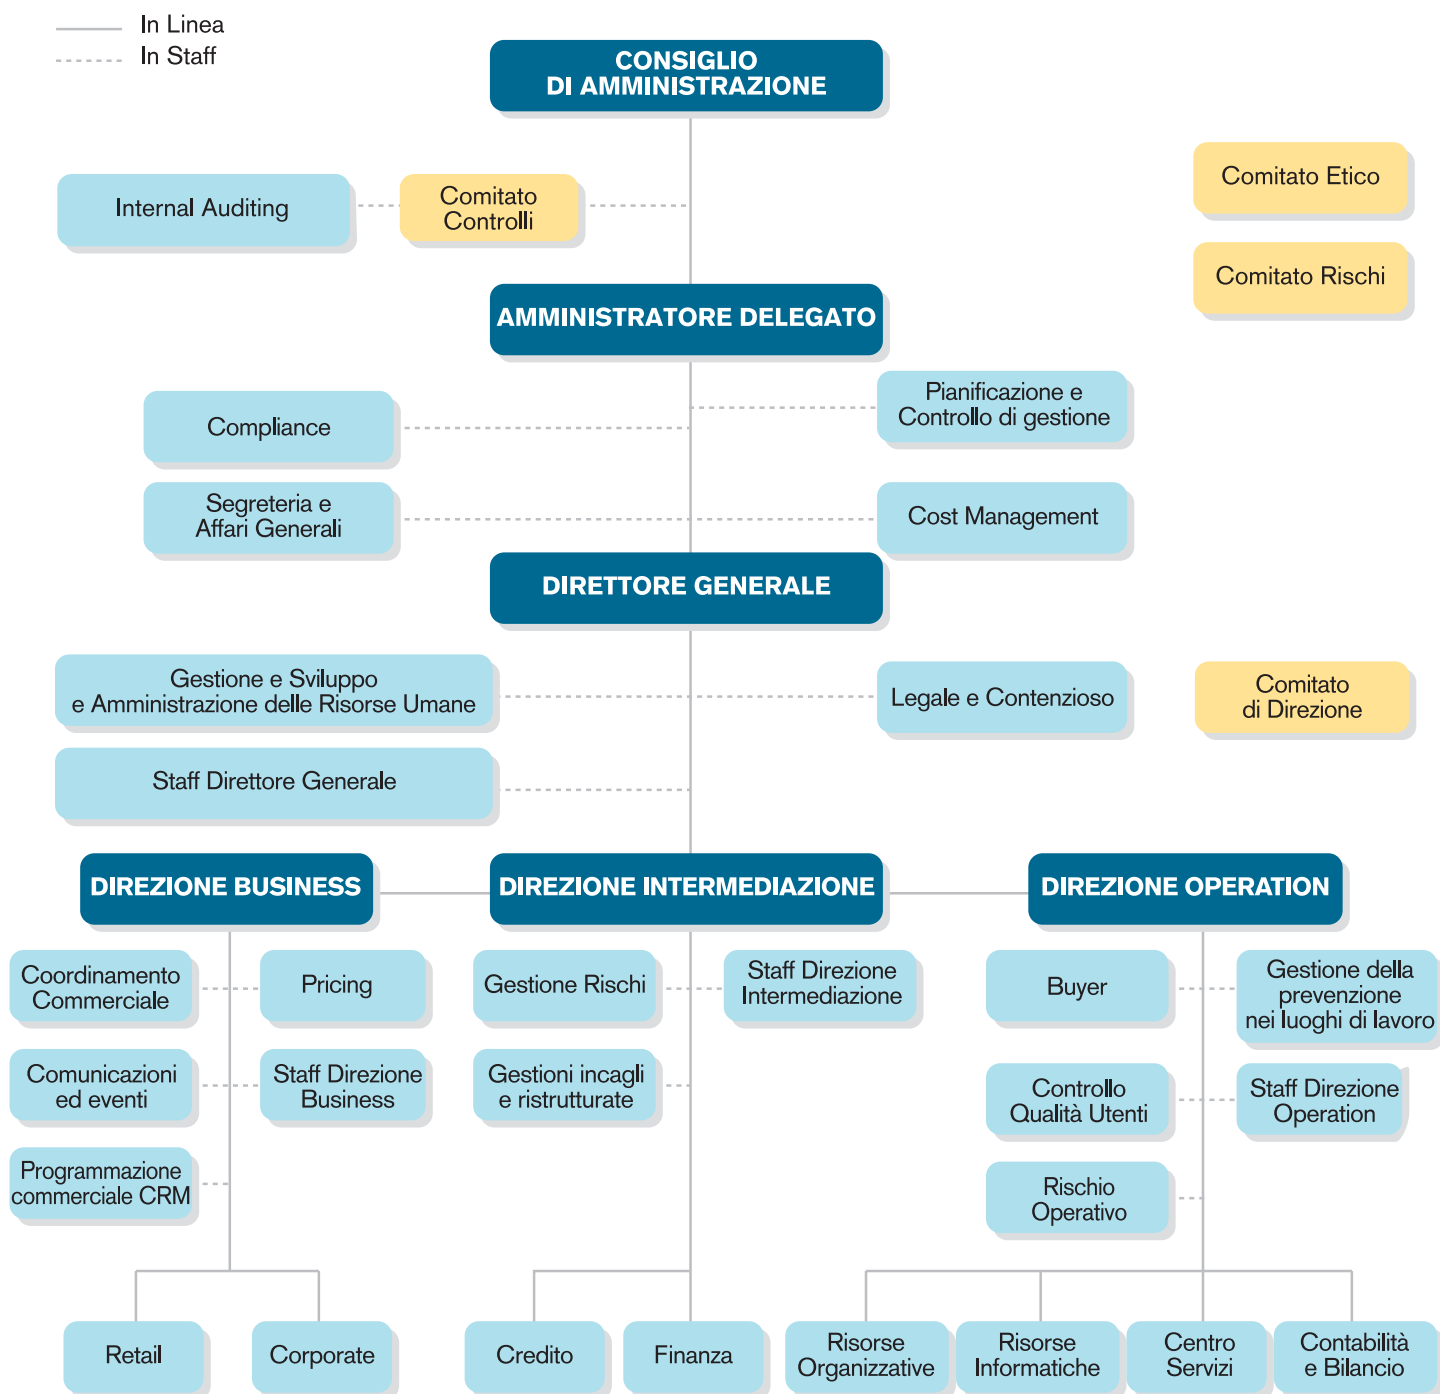 In Linea
In Staff
CONSIGLIO
DI AMMINISTRAZIONE
Internal Auditing
Comitato
Controlli
Comitato Etico
Comitato Rischi
AMMINISTRATORE DELEGATO
Compliance
Pianificazione e
Controllo di gestione
Segreteria e
Affari Generali
Cost Management
DIRETTORE GENERALE
Gestione e Sviluppo
e Amministrazione delle Risorse Umane
Legale e Contenzioso
Comitato
di Direzione
Staff Direttore Generale
DIREZIONE BUSINESS
DIREZIONE INTERMEDIAZIONE
DIREZIONE OPERATION
Coordinamento
Commerciale
Pricing
Gestione Rischi
Staff Direzione
Intermediazione
Buyer
Gestione della
prevenzione
nei luoghi di lavoro
Comunicazioni
ed eventi
Staff Direzione
Business
Gestioni incagli
e ristrutturate
Controllo
Qualità Utenti
Staff Direzione
Operation
Programmazione
commerciale CRM
Rischio
Operativo
Retail
Corporate
Credito
Finanza
Risorse
Organizzative
Risorse
Informatiche
Centro
Servizi
Contabilità
e Bilancio